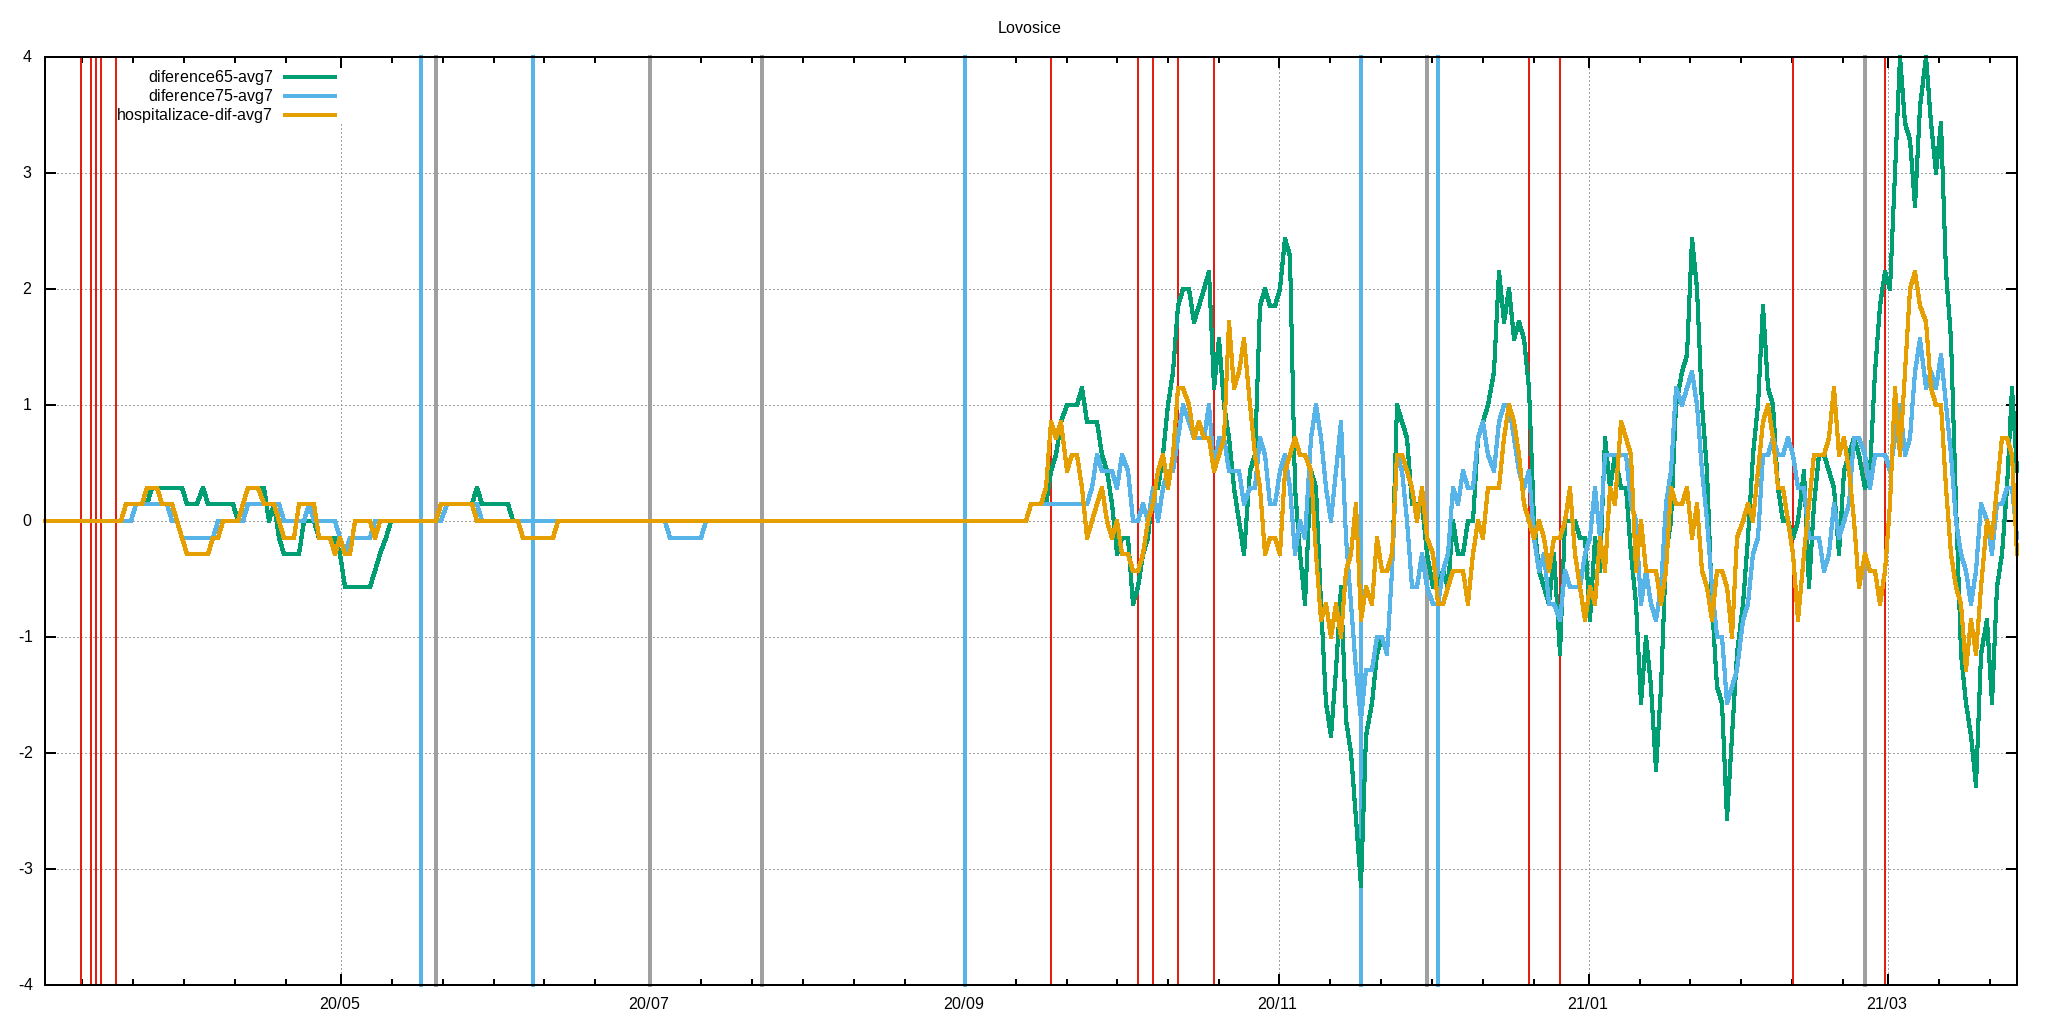 Lovosice
4
diference65-avg7
diference75-avg7
hospitalizace-dif-avg7
3
2
1
0
-1
-2
-3
-4
20/05 20/07 20/09 20/11 21/01 21/03